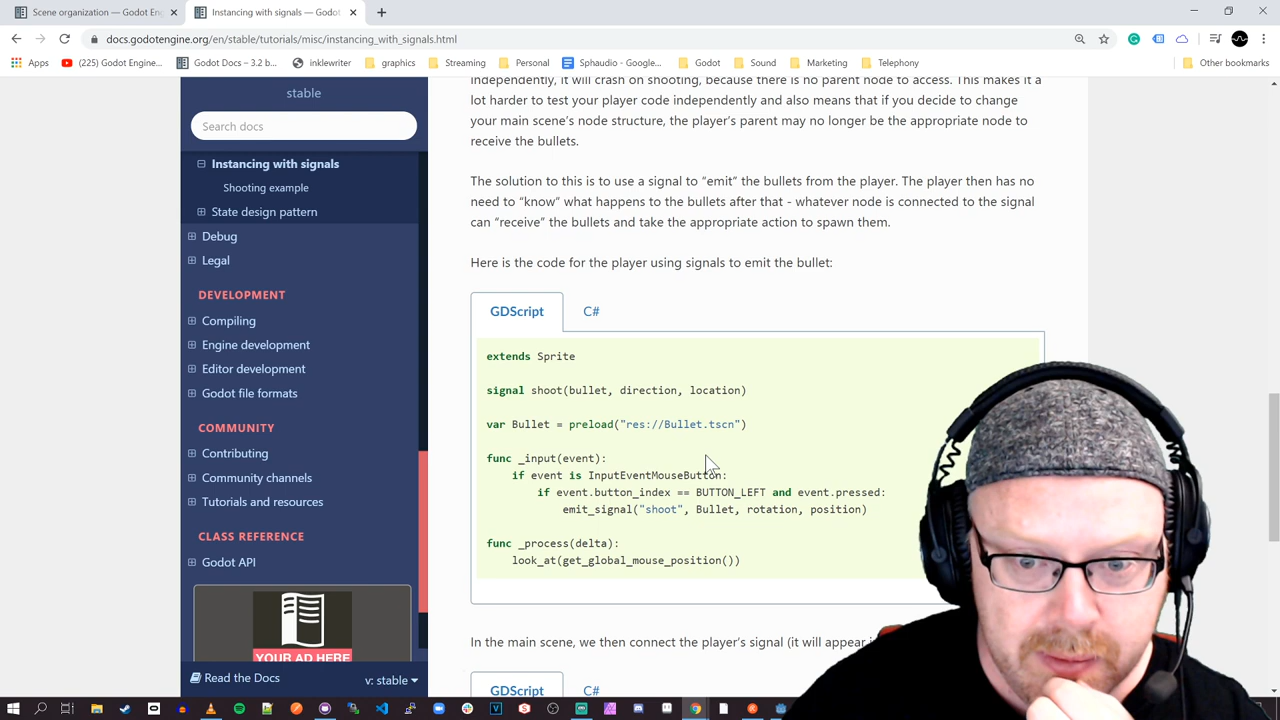 Scene organization — Godot En
Instancing with signals — Godot
docs.godotengine.org/en/stable/tutorials/misc/instancing_with_signals.html
Apps
(225) Godot Engine...
Godot Docs – 3.2 b...
inklewriter
graphics
Streaming
Personal
Sphaudio - Google...
Godot
Sound
Marketing
Telephony
Other bookmarks
stable
Search docs
Instancing with signals
Shooting example
State design pattern
Debug
Legal
DEVELOPMENT
Compiling
Engine development
Editor development
Godot file formats
COMMUNITY
Contributing
Community channels
Tutorials and resources
CLASS REFERENCE
Godot API
YOUR AD HERE
Read the Docs
v: stable
independently, it will crash on shooting, because there is no parent node to access. This makes it a
lot harder to test your player code independently and also means that if you decide to change
your main scene’s node structure, the player’s parent may no longer be the appropriate node to
receive the bullets.
The solution to this is to use a signal to “emit” the bullets from the player. The player then has no
need to “know” what happens to the bullets after that - whatever node is connected to the signal
can “receive” the bullets and take the appropriate action to spawn them.
Here is the code for the player using signals to emit the bullet:
GDScript
C#
extends Sprite
signal shoot(bullet, direction, location)
var Bullet = preload("res://Bullet.tscn")
func _input(event):
if event is InputEventMouseButton:
if event.button_index == BUTTON_LEFT and event.pressed:
emit_signal("shoot", Bullet, rotation, position)
func _process(delta):
look_at(get_global_mouse_position())
In the main scene, we then connect the player’s signal (it will appear i
GDScript
C#